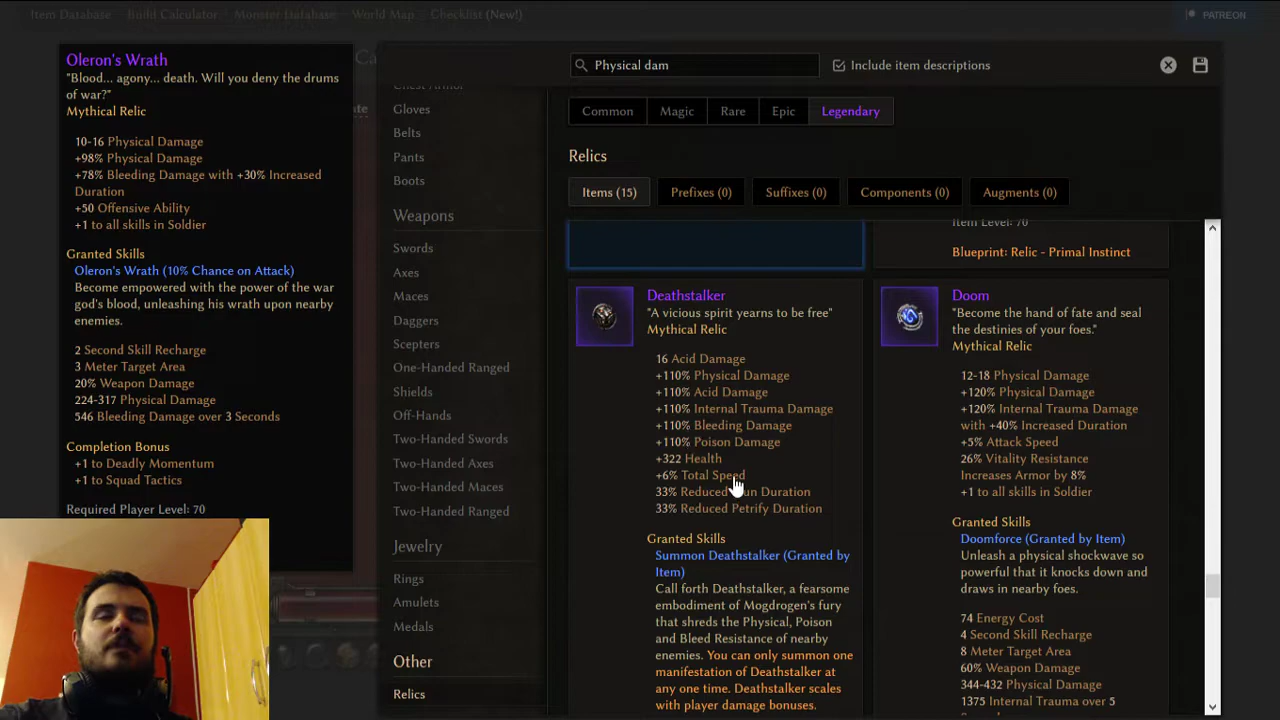 Item Database
Build Calculator
Monster Database
World Map
Checklist (New!)
PATREON
Oleron's Wrath
"Blood... agony... death. Will you deny the drums
of war?"
Mythical Relic
10-16 Physical Damage
+98% Physical Damage
+78% Bleeding Damage with +30% Increased
Duration
+50 Offensive Ability
+1 to all skills in Soldier
Granted Skills
Oleron's Wrath (10% Chance on Attack)
Become empowered with the power of the war
god's blood, unleashing his wrath upon nearby
enemies.
2 Second Skill Recharge
3 Meter Target Area
20% Weapon Damage
224-317 Physical Damage
546 Bleeding Damage over 3 Seconds
Completion Bonus
+1 to Deadly Momentum
+1 to Squad Tactics
Required Player Level: 70
Chest Armor
Gloves
Belts
Pants
Boots
Weapons
Swords
Axes
Maces
Daggers
Scepters
One-Handed Ranged
Shields
Off-Hands
Two-Handed Swords
Two-Handed Axes
Two-Handed Maces
Two-Handed Ranged
Jewelry
Rings
Amulets
Medals
Other
Relics
Physical dam
Include item descriptions
Common
Magic
Rare
Epic
Legendary
Relics
Items (15)
Prefixes (0)
Suffixes (0)
Components (0)
Augments (0)
Item Level: 70
Blueprint: Relic - Primal Instinct
Deathstalker
"A vicious spirit yearns to be free"
Mythical Relic
16 Acid Damage
+110% Physical Damage
+110% Acid Damage
+110% Internal Trauma Damage
+110% Bleeding Damage
+110% Poison Damage
+322 Health
+6% Total Speed
33% Reduced Duration
33% Reduced Petrify Duration
Granted Skills
Summon Deathstalker (Granted by
Item)
Call forth Deathstalker, a fearsome
embodiment of Mogdrogen's fury
that shreds the Physical, Poison
and Bleed Resistance of nearby
enemies. You can only summon one
manifestation of Deathstalker at
any one time. Deathstalker scales
with player damage bonuses.
Doom
"Become the hand of fate and seal
the destinies of your foes."
Mythical Relic
12-18 Physical Damage
+120% Physical Damage
+120% Internal Trauma Damage
with +40% Increased Duration
+5% Attack Speed
26% Vitality Resistance
Increases Armor by 8%
+1 to all skills in Soldier
Granted Skills
Doomforce (Granted by Item)
Unleash a physical shockwave so
powerful that it knocks down and
draws in nearby foes.
74 Energy Cost
4 Second Skill Recharge
8 Meter Target Area
60% Weapon Damage
344-432 Physical Damage
1375 Internal Trauma over 5